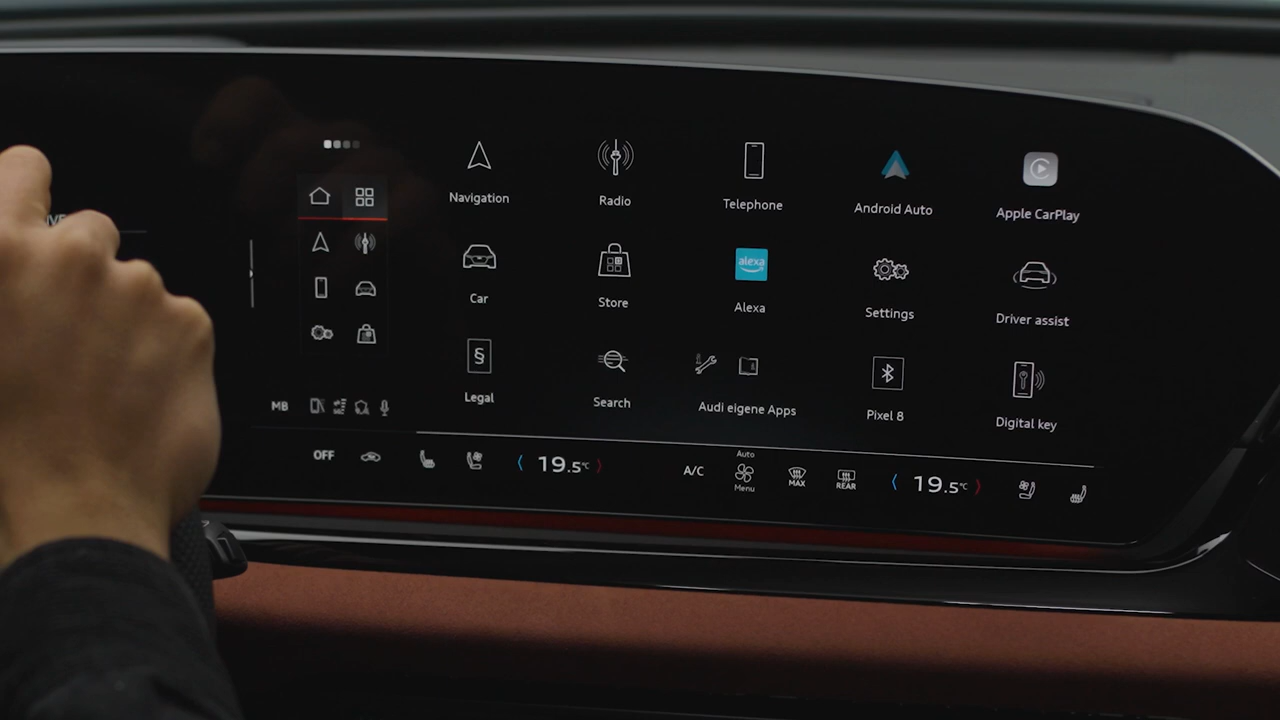 Navigation
Radio
Telephone
Android Auto
Apple CarPlay
Car
Store
alexa
Alexa
Settings
Driver assist
§
Legal
Search
Audi eigene Apps
Pixel 8
Digital key
MB
OFF
19.5°C
A/C
Auto
Menu
MAX
REAR
19.5°C